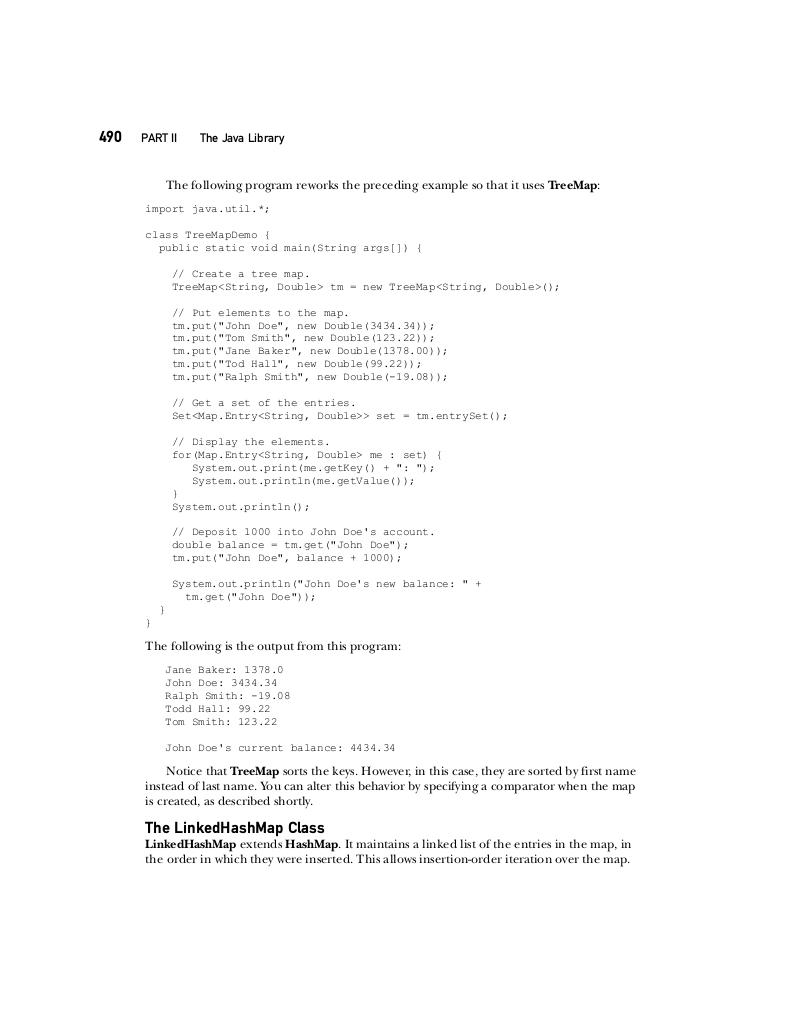 490 PART II The Java Library
The following program reworks the preceding example so that it uses TreeMap:
import java.util.*;
class TreeMapDemo {
public static void main(String args[]) {
// Create a tree map.
TreeMap<String, Double> tm = new TreeMap<String, Double>();
// Put elements to the map.
tm.put("John Doe", new Double(3434.34));
tm.put("Tom Smith", new Double(123.22));
tm.put("Jane Baker", new Double(1378.00));
tm.put("Tod Hall", new Double(99.22));
tm.put("Ralph Smith", new Double(-19.08));
// Get a set of the entries.
Set<Map.Entry<String, Double>> set = tm.entrySet();
// Display the elements.
for(Map.Entry<String, Double> me : set) {
System.out.print(me.getKey() + ": ");
System.out.println(me.getValue());
}
System.out.println();
// Deposit 1000 into John Doe's account.
double balance = tm.get("John Doe");
tm.put("John Doe", balance + 1000);
System.out.println("John Doe's new balance: " +
tm.get("John Doe"));
}
}
The following is the output from this program:
Jane Baker: 1378.0
John Doe: 3434.34
Ralph Smith: -19.08
Todd Hall: 99.22
Tom Smith: 123.22
John Doe's current balance: 4434.34
Notice that TreeMap sorts the keys. However, in this case, they are sorted by first name
instead of last name. You can alter this behavior by specifying a comparator when the map
is created, as described shortly.
The LinkedHashMap Class
LinkedHashMap extends HashMap. It maintains a linked list of the entries in the map, in
the order in which they were inserted. This allows insertion-order iteration over the map.